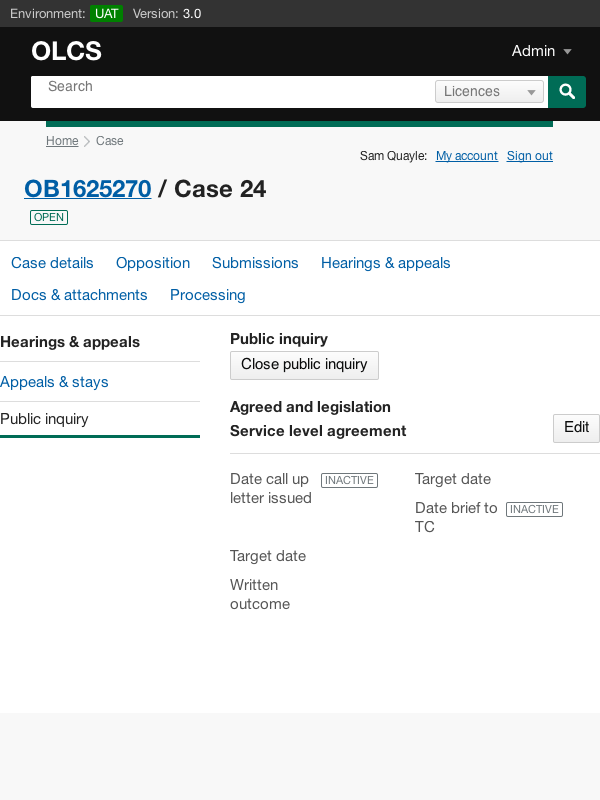 Environment: UAT Version: 3.0
OLCS
Admin
Search
Licences
Home Case
Sam Quayle: My account Sign out
OB1625270 / Case 24
OPEN
Case details Opposition Submissions Hearings & appeals
Docs & attachments Processing
Hearings & appeals
Appeals & stays
Public inquiry
Public inquiry
Close public inquiry
Agreed and legislation
Service level agreement
Edit
Date call up INACTIVE
letter issued
Target date
Date brief to INACTIVE
TC
Target date
Written
outcome